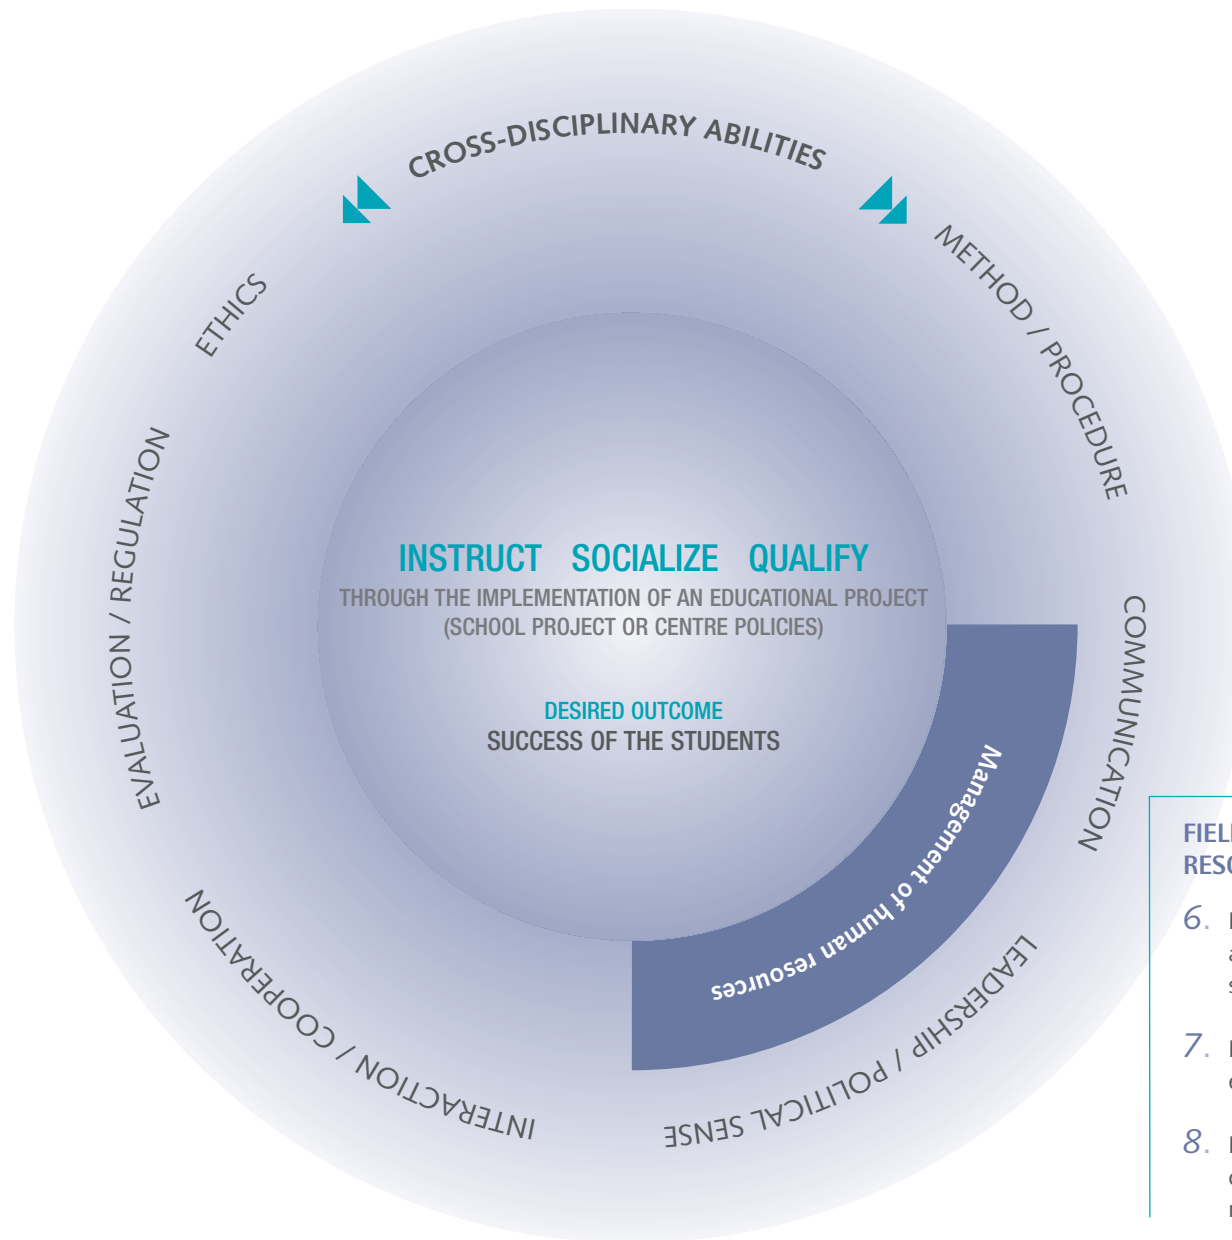 CROSS-DISCIPLINARY ABILITIES
METHOD / PROCEDURE
COMMUNICATION
LEADERSHIP / POLITICAL SENSE
INTERACTION / COOPERATION
EVALUATION / REGULATION
ETHICS
INSTRUCT SOCIALIZE QUALIFY
THROUGH THE IMPLEMENTATION OF AN EDUCATIONAL PROJECT
(SCHOOL PROJECT OR CENTRE POLICIES)
DESIRED OUTCOME
SUCCESS OF THE STUDENTS
Management of human resources
6.
7.
8.